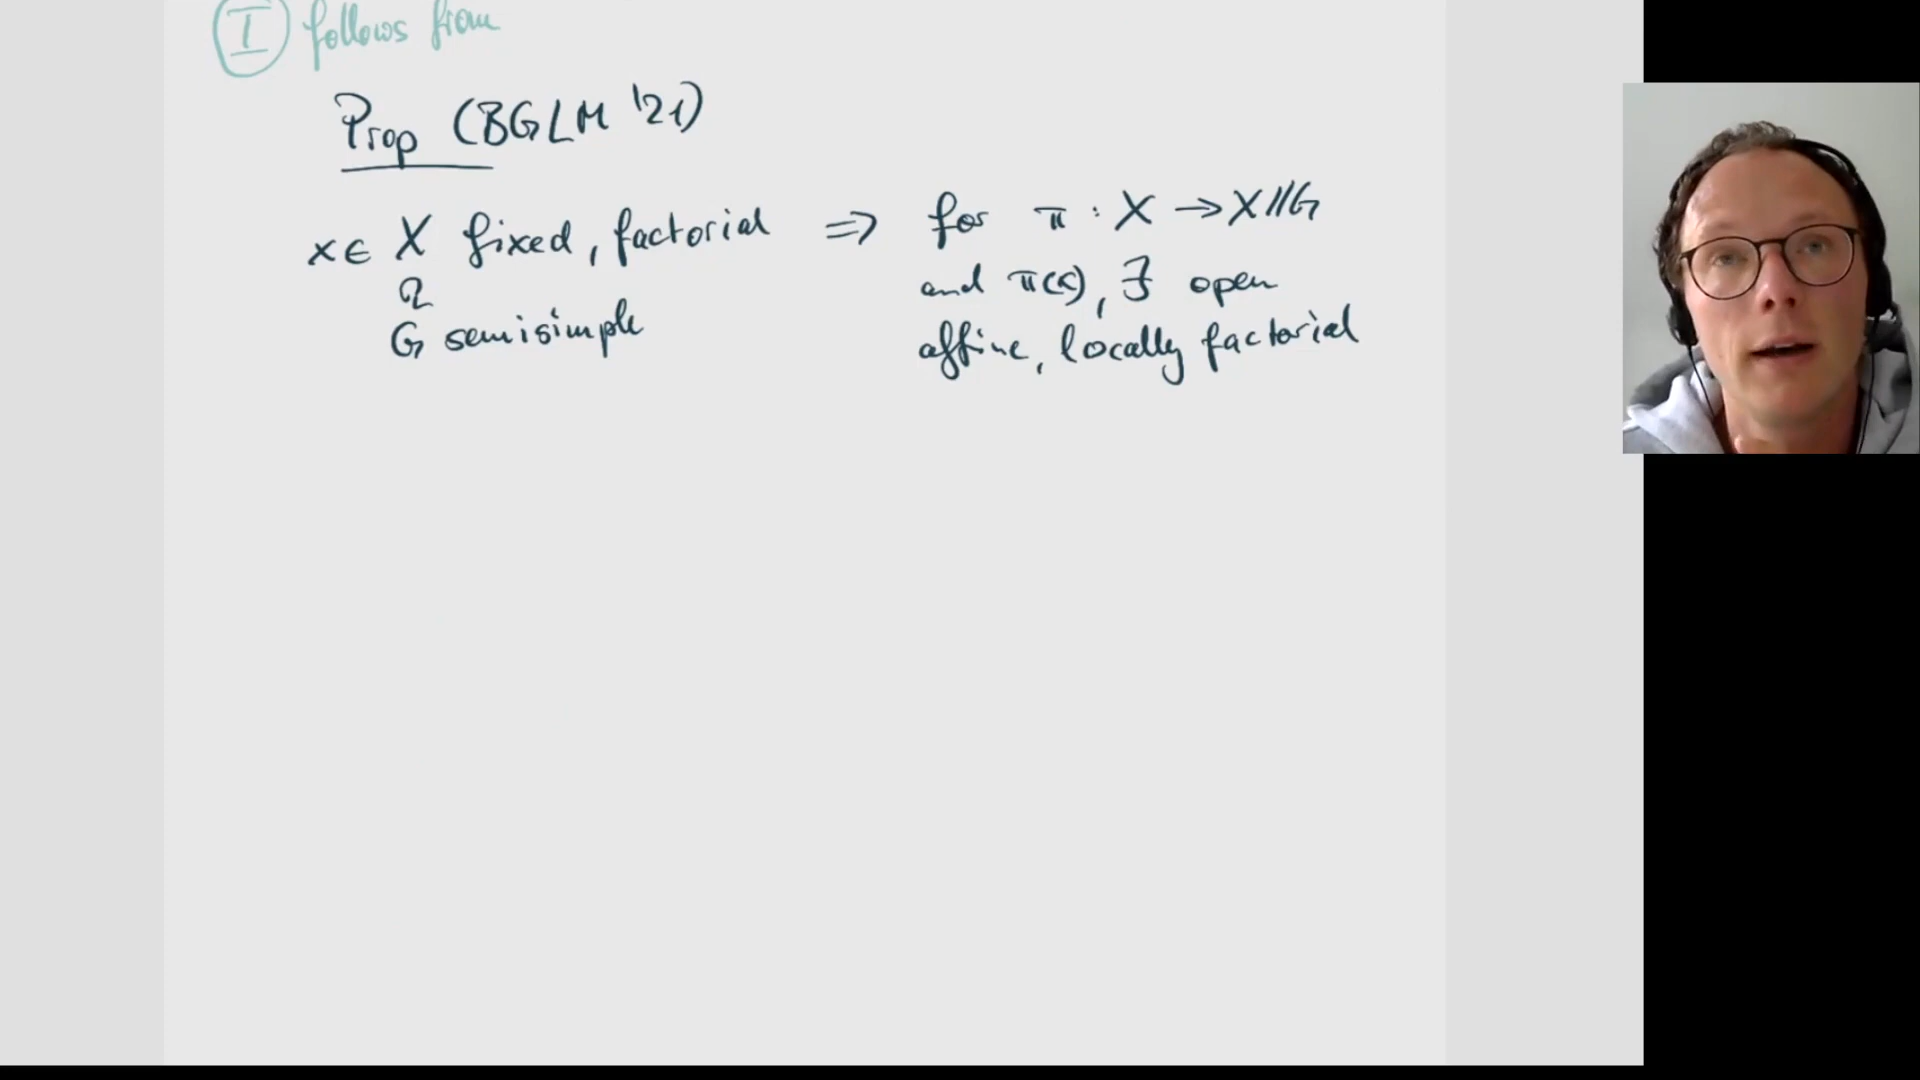 I follows from
Prop (BGLM '21)
x ∈ X fixed, factorial ⇒ for π : X → X//G
G semisimple
and π(x), ∃ open
affine, locally factorial